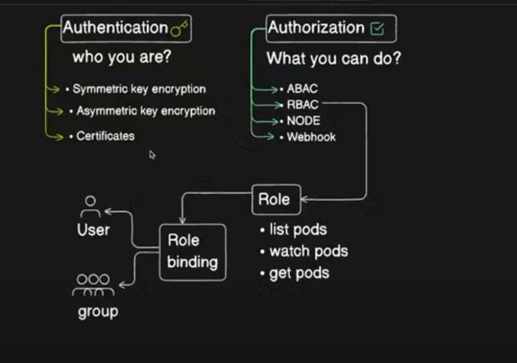 Authentication
who you are?
• Symmetric key encryption
• Asymmetric key encryption
• Certificates
Authorization
What you can do?
• ABAC
• RBAC
• NODE
• Webhook
Role
• list pods
• watch pods
• get pods
Role
binding
User
group